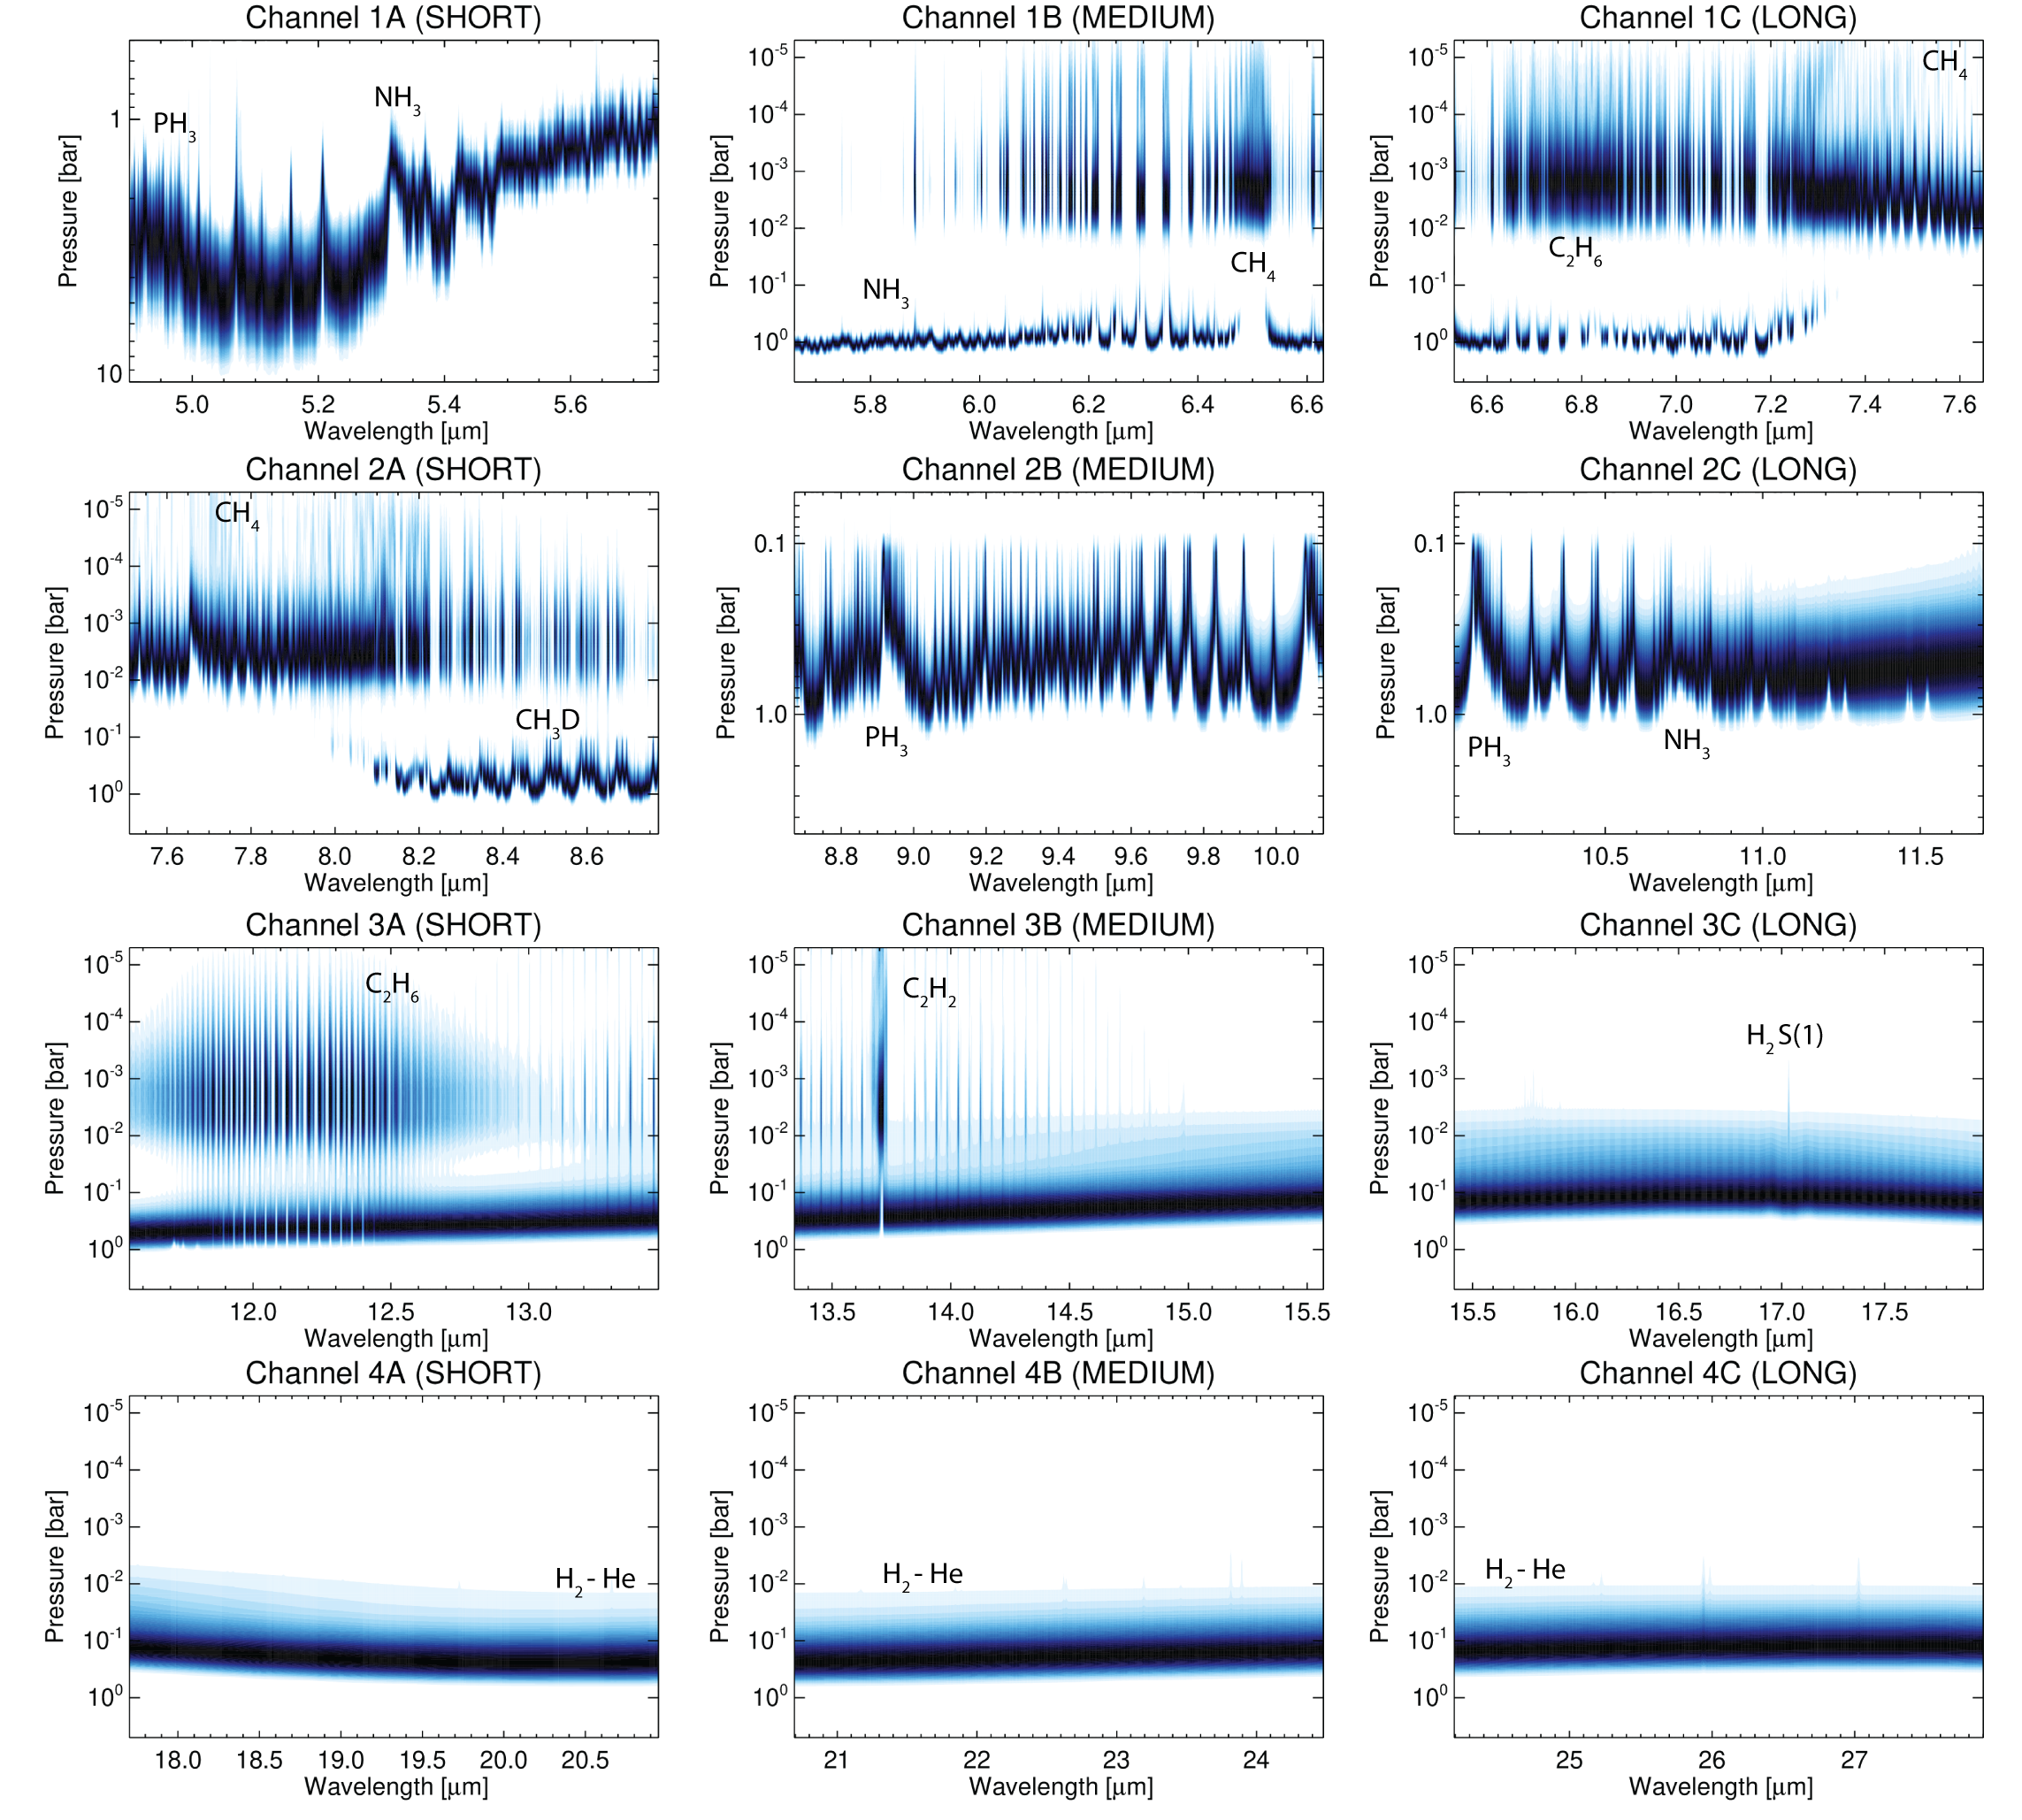 Channel 1A (SHORT)
Channel 1B (MEDIUM)
Channel 1C (LONG)
Pressure [bar]
1
10
PH3
NH3
5.0 5.2 5.4 5.6
Wavelength [μm]
Pressure [bar]
10-5
10-4
10-3
10-2
10-1
100
NH3
CH4
5.8 6.0 6.2 6.4 6.6
Wavelength [μm]
Pressure [bar]
10-5
10-4
10-3
10-2
10-1
100
CH4
C2H6
6.6 6.8 7.0 7.2 7.4 7.6
Wavelength [μm]
Channel 2A (SHORT)
Channel 2B (MEDIUM)
Channel 2C (LONG)
Pressure [bar]
10-5
10-4
10-3
10-2
10-1
100
CH4
CH3D
7.6 7.8 8.0 8.2 8.4 8.6
Wavelength [μm]
Pressure [bar]
0.1
1.0
PH3
8.8 9.0 9.2 9.4 9.6 9.8 10.0
Wavelength [μm]
Pressure [bar]
0.1
1.0
PH3
NH3
10.5 11.0 11.5
Wavelength [μm]
Channel 3A (SHORT)
Channel 3B (MEDIUM)
Channel 3C (LONG)
Pressure [bar]
10-5
10-4
10-3
10-2
10-1
100
C2H6
12.0 12.5 13.0
Wavelength [μm]
Pressure [bar]
10-5
10-4
10-3
10-2
10-1
100
C2H2
13.5 14.0 14.5 15.0 15.5
Wavelength [μm]
Pressure [bar]
10-5
10-4
10-3
10-2
10-1
100
H2S(1)
15.5 16.0 16.5 17.0 17.5
Wavelength [μm]
Channel 4A (SHORT)
Channel 4B (MEDIUM)
Channel 4C (LONG)
Pressure [bar]
10-5
10-4
10-3
10-2
10-1
100
H2- He
18.0 18.5 19.0 19.5 20.0 20.5
Wavelength [μm]
Pressure [bar]
10-5
10-4
10-3
10-2
10-1
100
H2- He
21 22 23 24
Wavelength [μm]
Pressure [bar]
10-5
10-4
10-3
10-2
10-1
100
H2- He
25 26 27
Wavelength [μm]